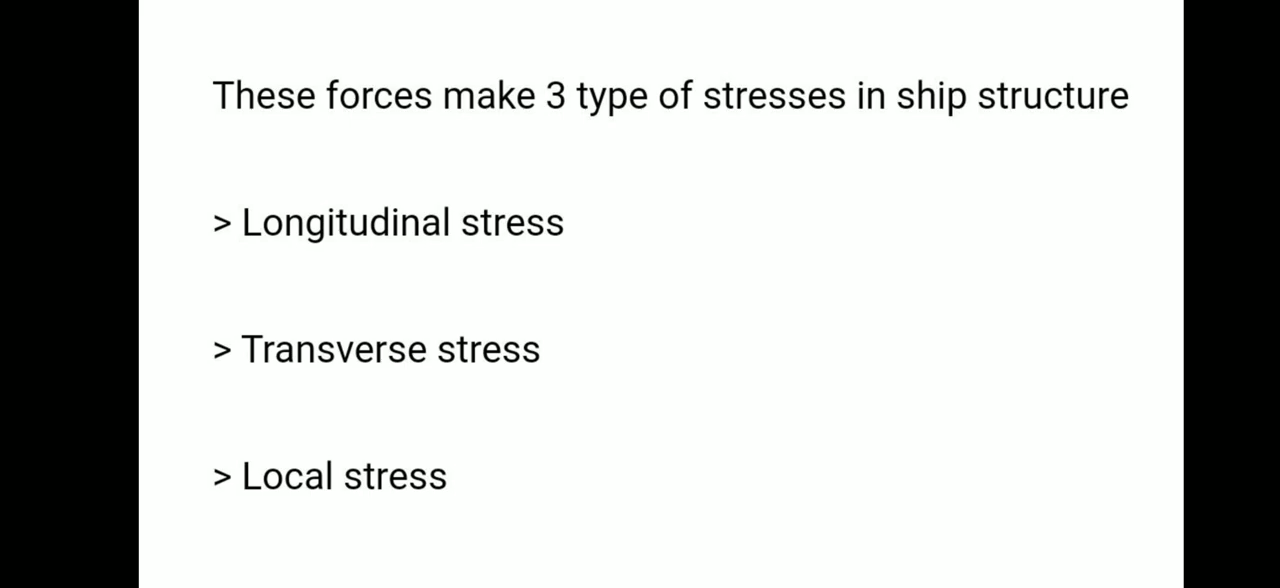 These forces make 3 type of stresses in ship structure
> Longitudinal stress
> Transverse stress
> Local stress